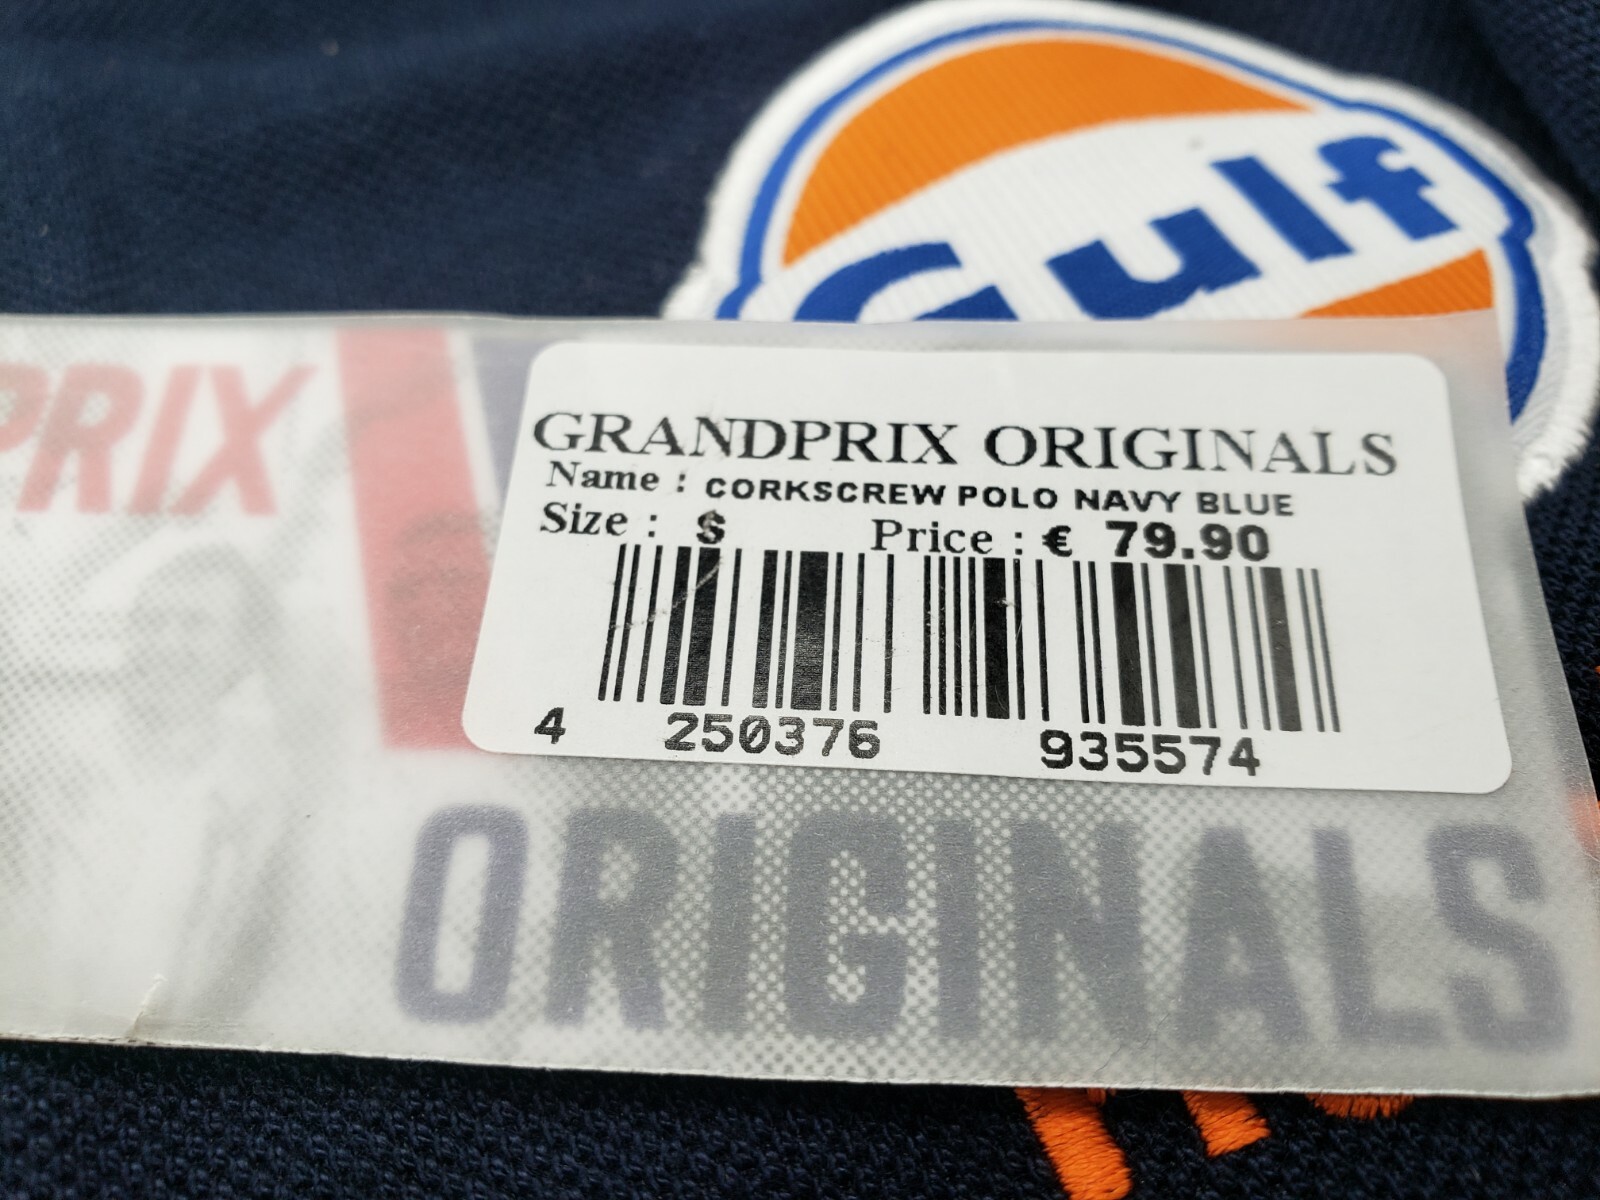 Gulf
PRIX
GRANDPRIX ORIGINALS
Name : CORKSCREW POLO NAVY BLUE
Size : S Price : € 79.90
4 250376 935574
ORIGINALS